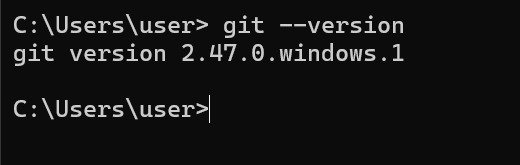 C:\Users\user> git --version
git version 2.47.0.windows.1
C:\Users\user>